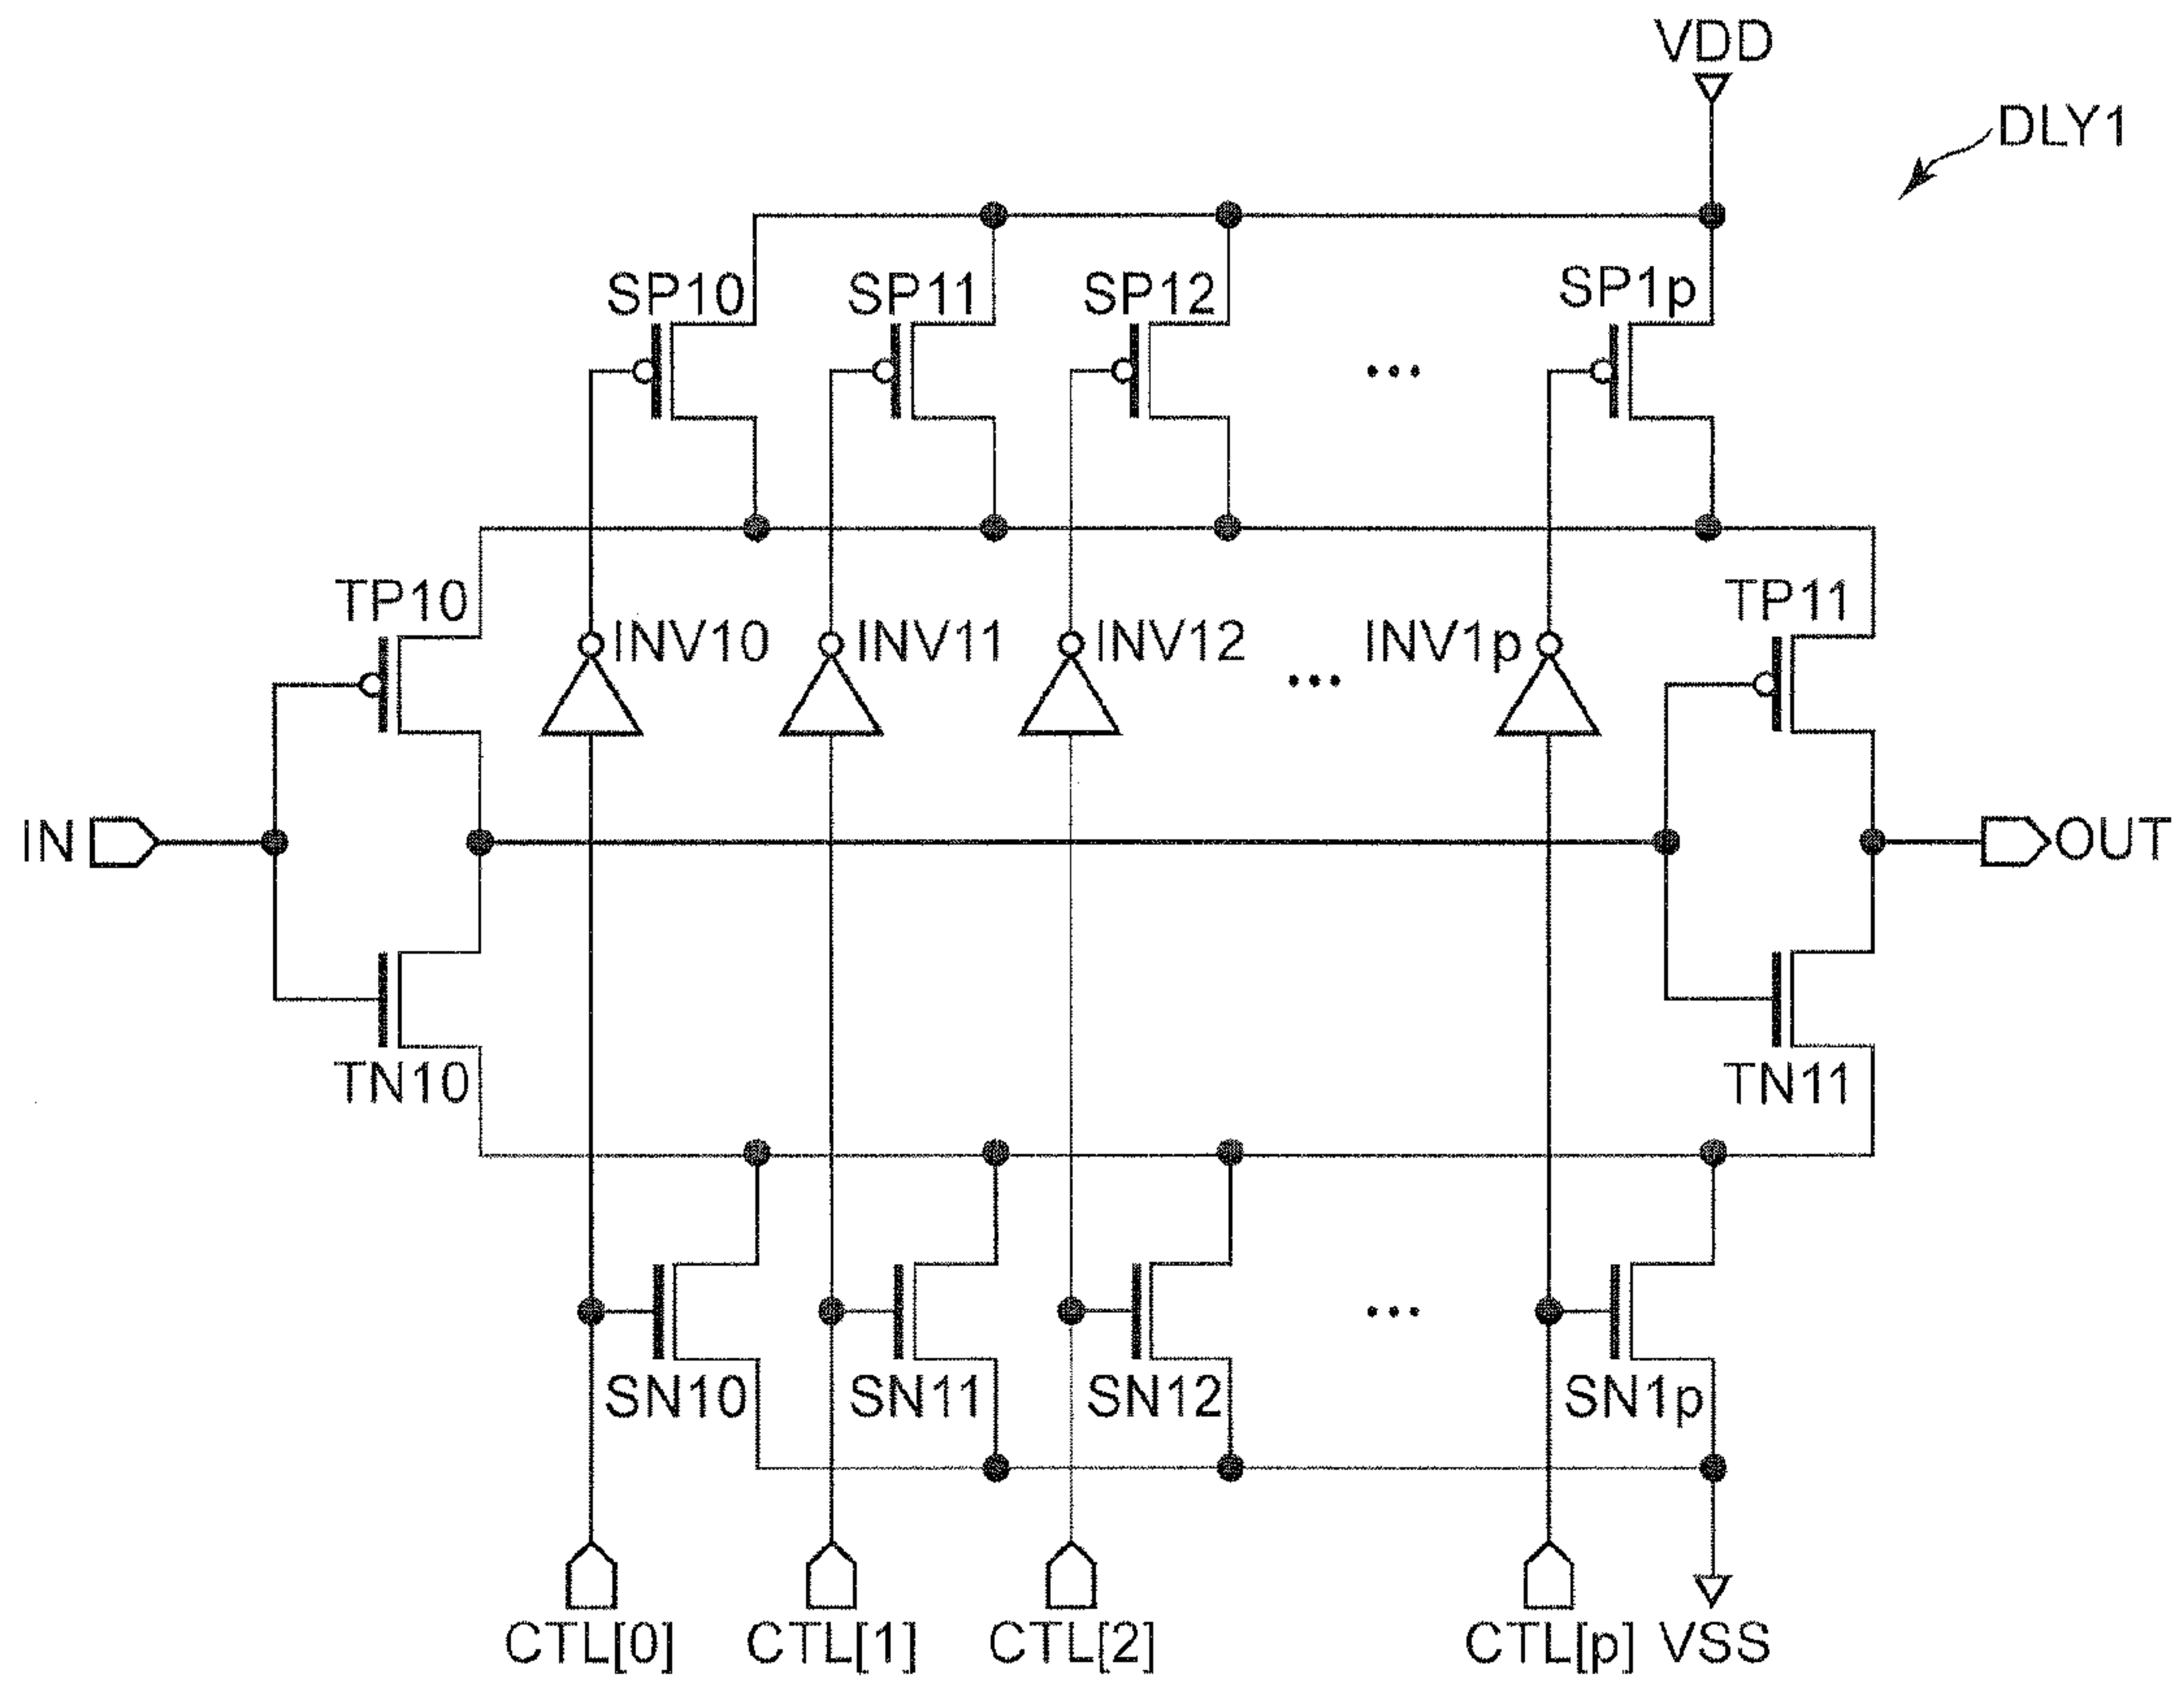 VDD
DLY1
SP10 SP11 SP12 SP1p
...
TP10 TP11
INV10 INV11 INV12 INV1p
...
IN OUT
TN10 TN11
...
SN10 SN11 SN12 SN1p
CTL[0] CTL[1] CTL[2] CTL[p] VSS